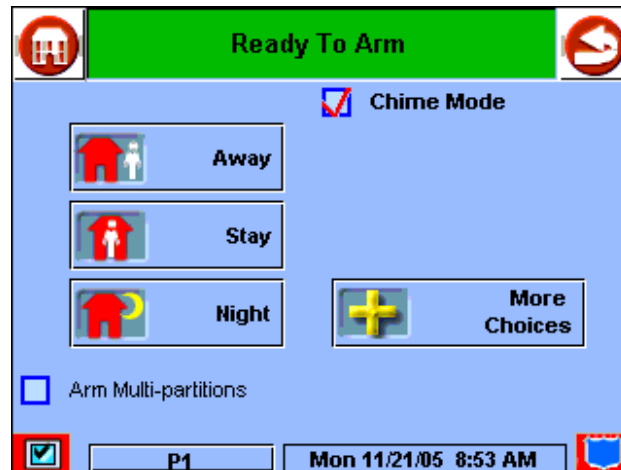 Ready To Arm
Chime Mode
Away
Stay
Night
More
Choices
Arm Multi-partitions
P1
Mon 11/21/05 8:53 AM